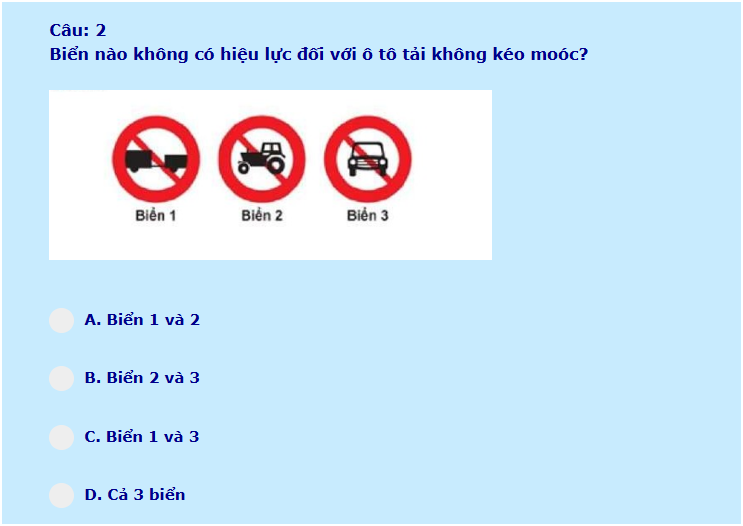 Câu: 2
Biển nào không có hiệu lực đối với ô tô tải không kéo moóc?
Biển 1 Biển 2 Biển 3
A. Biển 1 và 2
B. Biển 2 và 3
C. Biển 1 và 3
D. Cả 3 biển